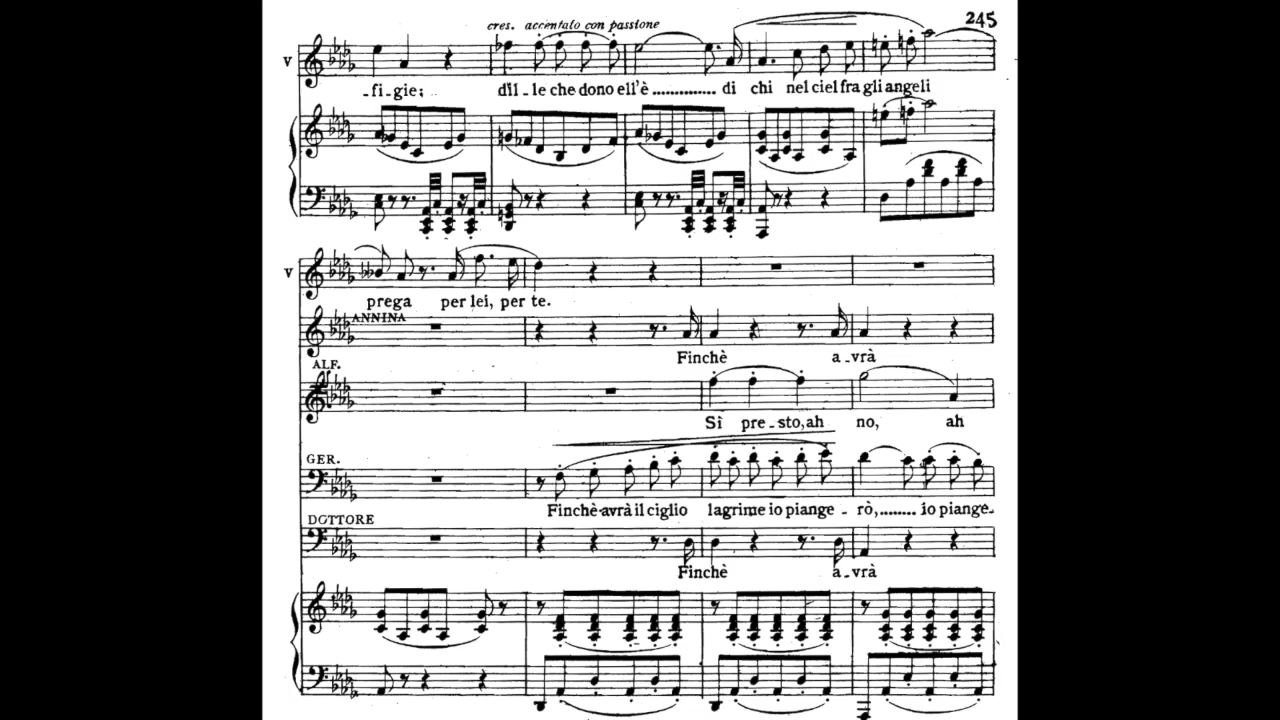 cres. accentato con passione
245
V
-fi-gie; d'il-le che dono ell'è .............. di chi nel ciel fra gli angeli
V
prega per lei, per te.
ANNINA
Finchè a-vrà
ALF.
Sì pre-sto, ah no, ah
GER.
Finchè avrà il ciglio lagrime io piange-rò,........ io piange-
DOTTORE
Finchè a-vrà